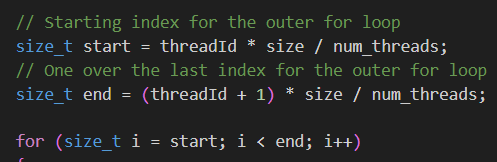 // Starting index for the outer for loop
size_t start = threadId * size / num_threads;
// One over the last index for the outer for loop
size_t end = (threadId + 1) * size / num_threads;
for (size_t i = start; i < end; i++)